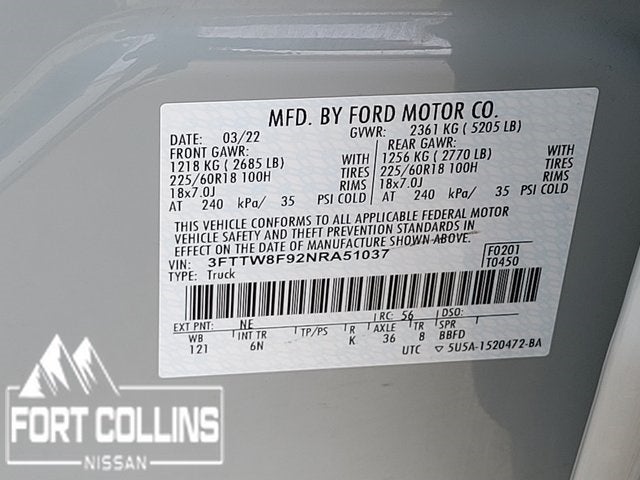 MFD. BY FORD MOTOR CO.
DATE: 03/22 GVWR: 2361 KG ( 5205 LB)
FRONT GAWR: REAR GAWR:
1218 KG ( 2685 LB) WITH 1256 KG ( 2770 LB) WITH
225/60R18 100H TIRES 225/60R18 100H TIRES
18x7.0J RIMS 18x7.0J RIMS
AT 240 kPa/ 35 PSI COLD AT 240 kPa/ 35 PSI COLD
THIS VEHICLE CONFORMS TO ALL APPLICABLE FEDERAL MOTOR
VEHICLE SAFETY AND THEFT PREVENTION STANDARDS IN
EFFECT ON THE DATE OF MANUFACTURE SHOWN ABOVE.
VIN: 3FTTW8F92NRA51037 F0201
TYPE: Truck T0450
EXT PNT: NE RC: 56 DSO:
WB INT TR TP/PS R AXLE TR SPR
121 6N K 36 B BBFD
UTC 5U5A-1520472-BA
FORT COLLINS
NISSAN